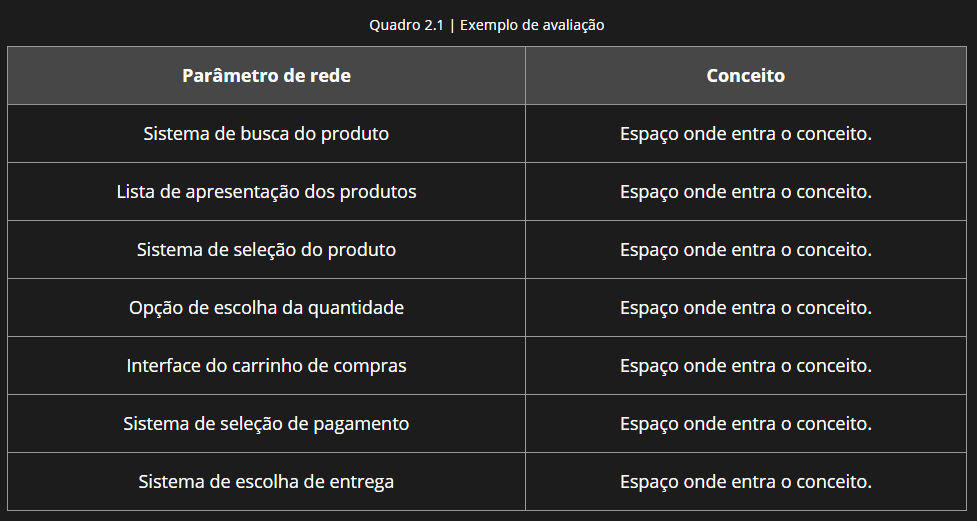 Quadro 2.1 | Exemplo de avaliação
Parâmetro de rede Conceito
Sistema de busca do produto Espaço onde entra o conceito.
Lista de apresentação dos produtos Espaço onde entra o conceito.
Sistema de seleção do produto Espaço onde entra o conceito.
Opção de escolha da quantidade Espaço onde entra o conceito.
Interface do carrinho de compras Espaço onde entra o conceito.
Sistema de seleção de pagamento Espaço onde entra o conceito.
Sistema de escolha de entrega Espaço onde entra o conceito.